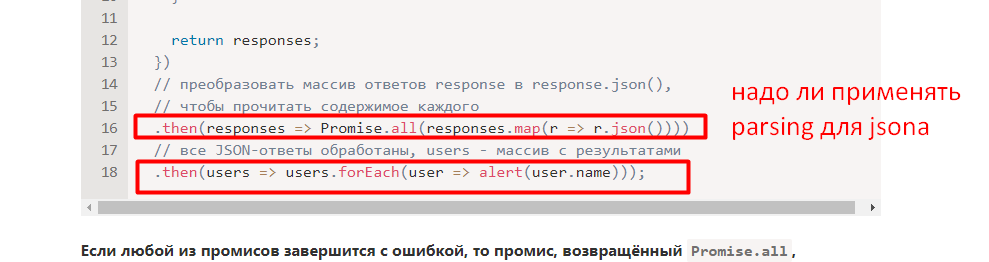 11
12 return responses;
13 })
14 // преобразовать массив ответов response в response.json(),
15 // чтобы прочитать содержимое каждого
16 .then(responses => Promise.all(responses.map(r => r.json())))
17 // все JSON-ответы обработаны, users - массив с результатами
18 .then(users => users.forEach(user => alert(user.name)));
надо ли применять
parsing для jsona
Если любой из промисов завершится с ошибкой, то промис, возвращённый Promise.all,